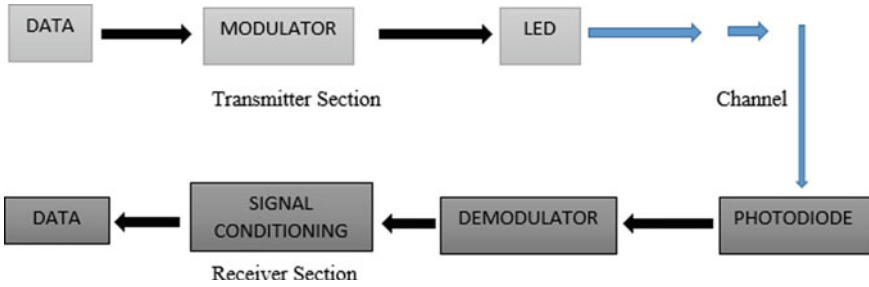 DATA
MODULATOR
LED
Transmitter Section
Channel
DATA
SIGNAL
CONDITIONING
DEMODULATOR
PHOTODIODE
Receiver Section